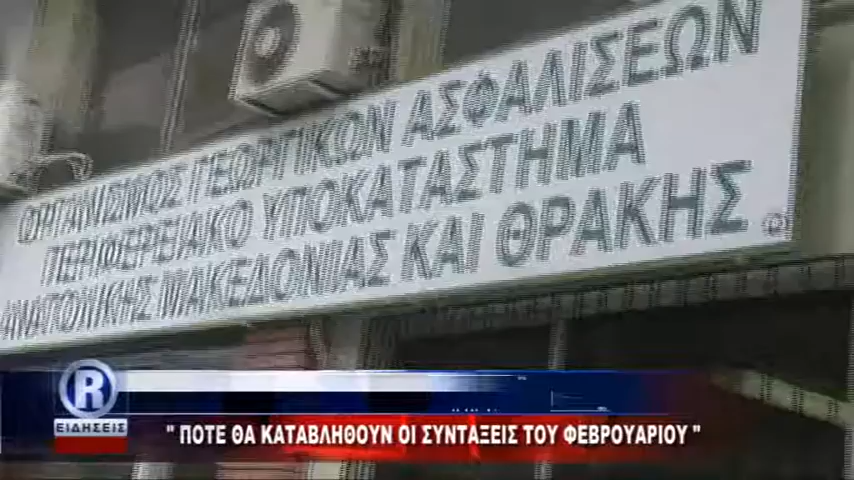 ΟΡΓΑΝΙΣΜΟΣ ΓΕΩΡΓΙΚΩΝ ΑΣΦΑΛΙΣΕΩΝ
ΠΕΡΙΦΕΡΕΙΑΚΟ ΥΠΟΚΑΤΑΣΤΗΜΑ
ΑΝΑΤΟΛΙΚΗΣ ΜΑΚΕΔΟΝΙΑΣ ΚΑΙ ΘΡΑΚΗΣ
R
ΕΙΔΗΣΕΙΣ
" ΠΟΤΕ ΘΑ ΚΑΤΑΒΛΗΘΟΥΝ ΟΙ ΣΥΝΤΑΞΕΙΣ ΤΟΥ ΦΕΒΡΟΥΑΡΙΟΥ "